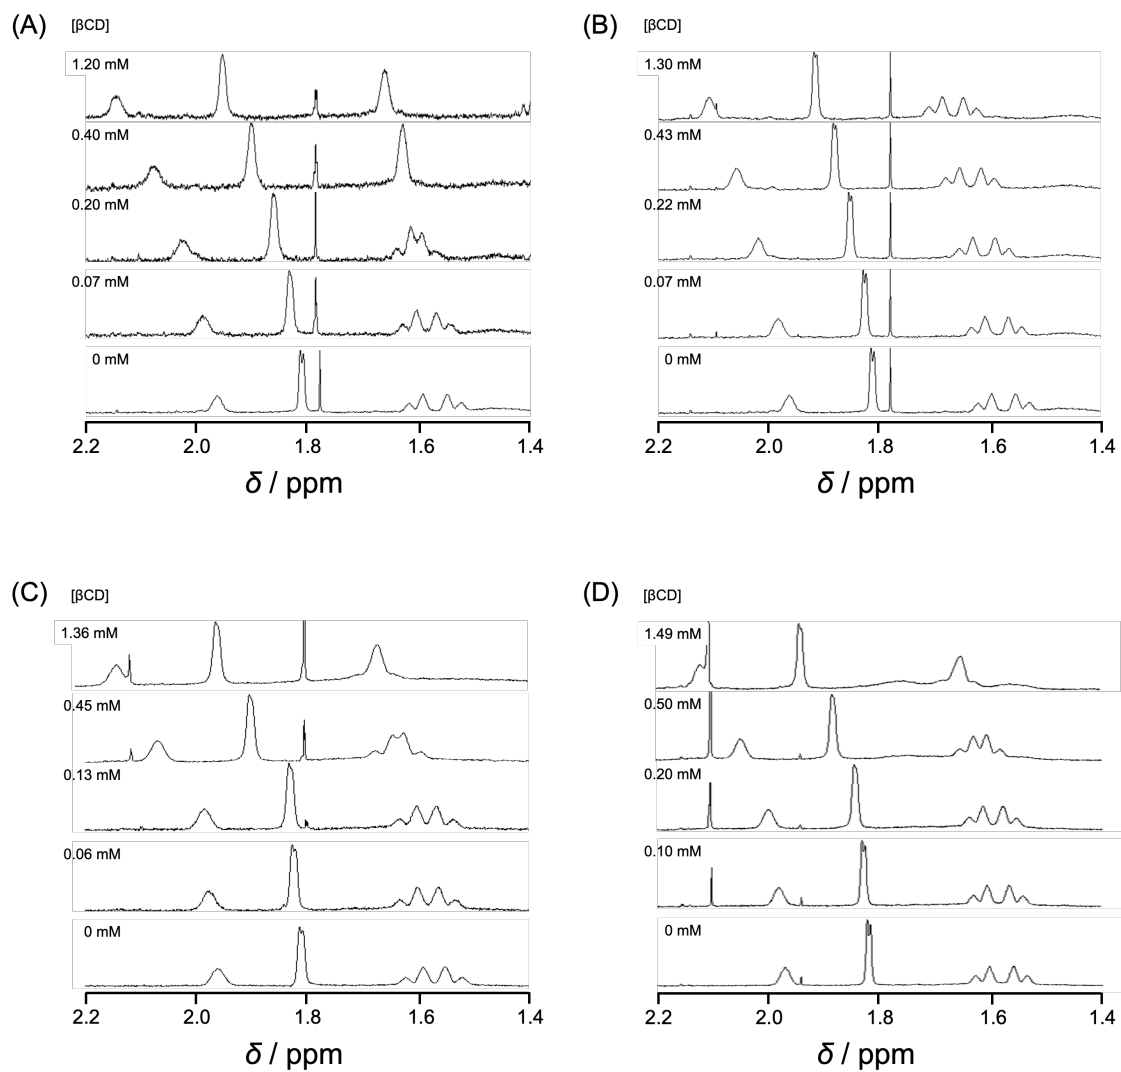 (A) [βCD]
1.20 mM
0.40 mM
0.20 mM
0.07 mM
0 mM
2.2 2.0 1.8 1.6 1.4
δ / ppm
(B) [βCD]
1.30 mM
0.43 mM
0.22 mM
0.07 mM
0 mM
2.2 2.0 1.8 1.6 1.4
δ / ppm
(C) [βCD]
1.36 mM
0.45 mM
0.13 mM
0.06 mM
0 mM
2.2 2.0 1.8 1.6 1.4
δ / ppm
(D) [βCD]
1.49 mM
0.50 mM
0.20 mM
0.10 mM
0 mM
2.2 2.0 1.8 1.6 1.4
δ / ppm